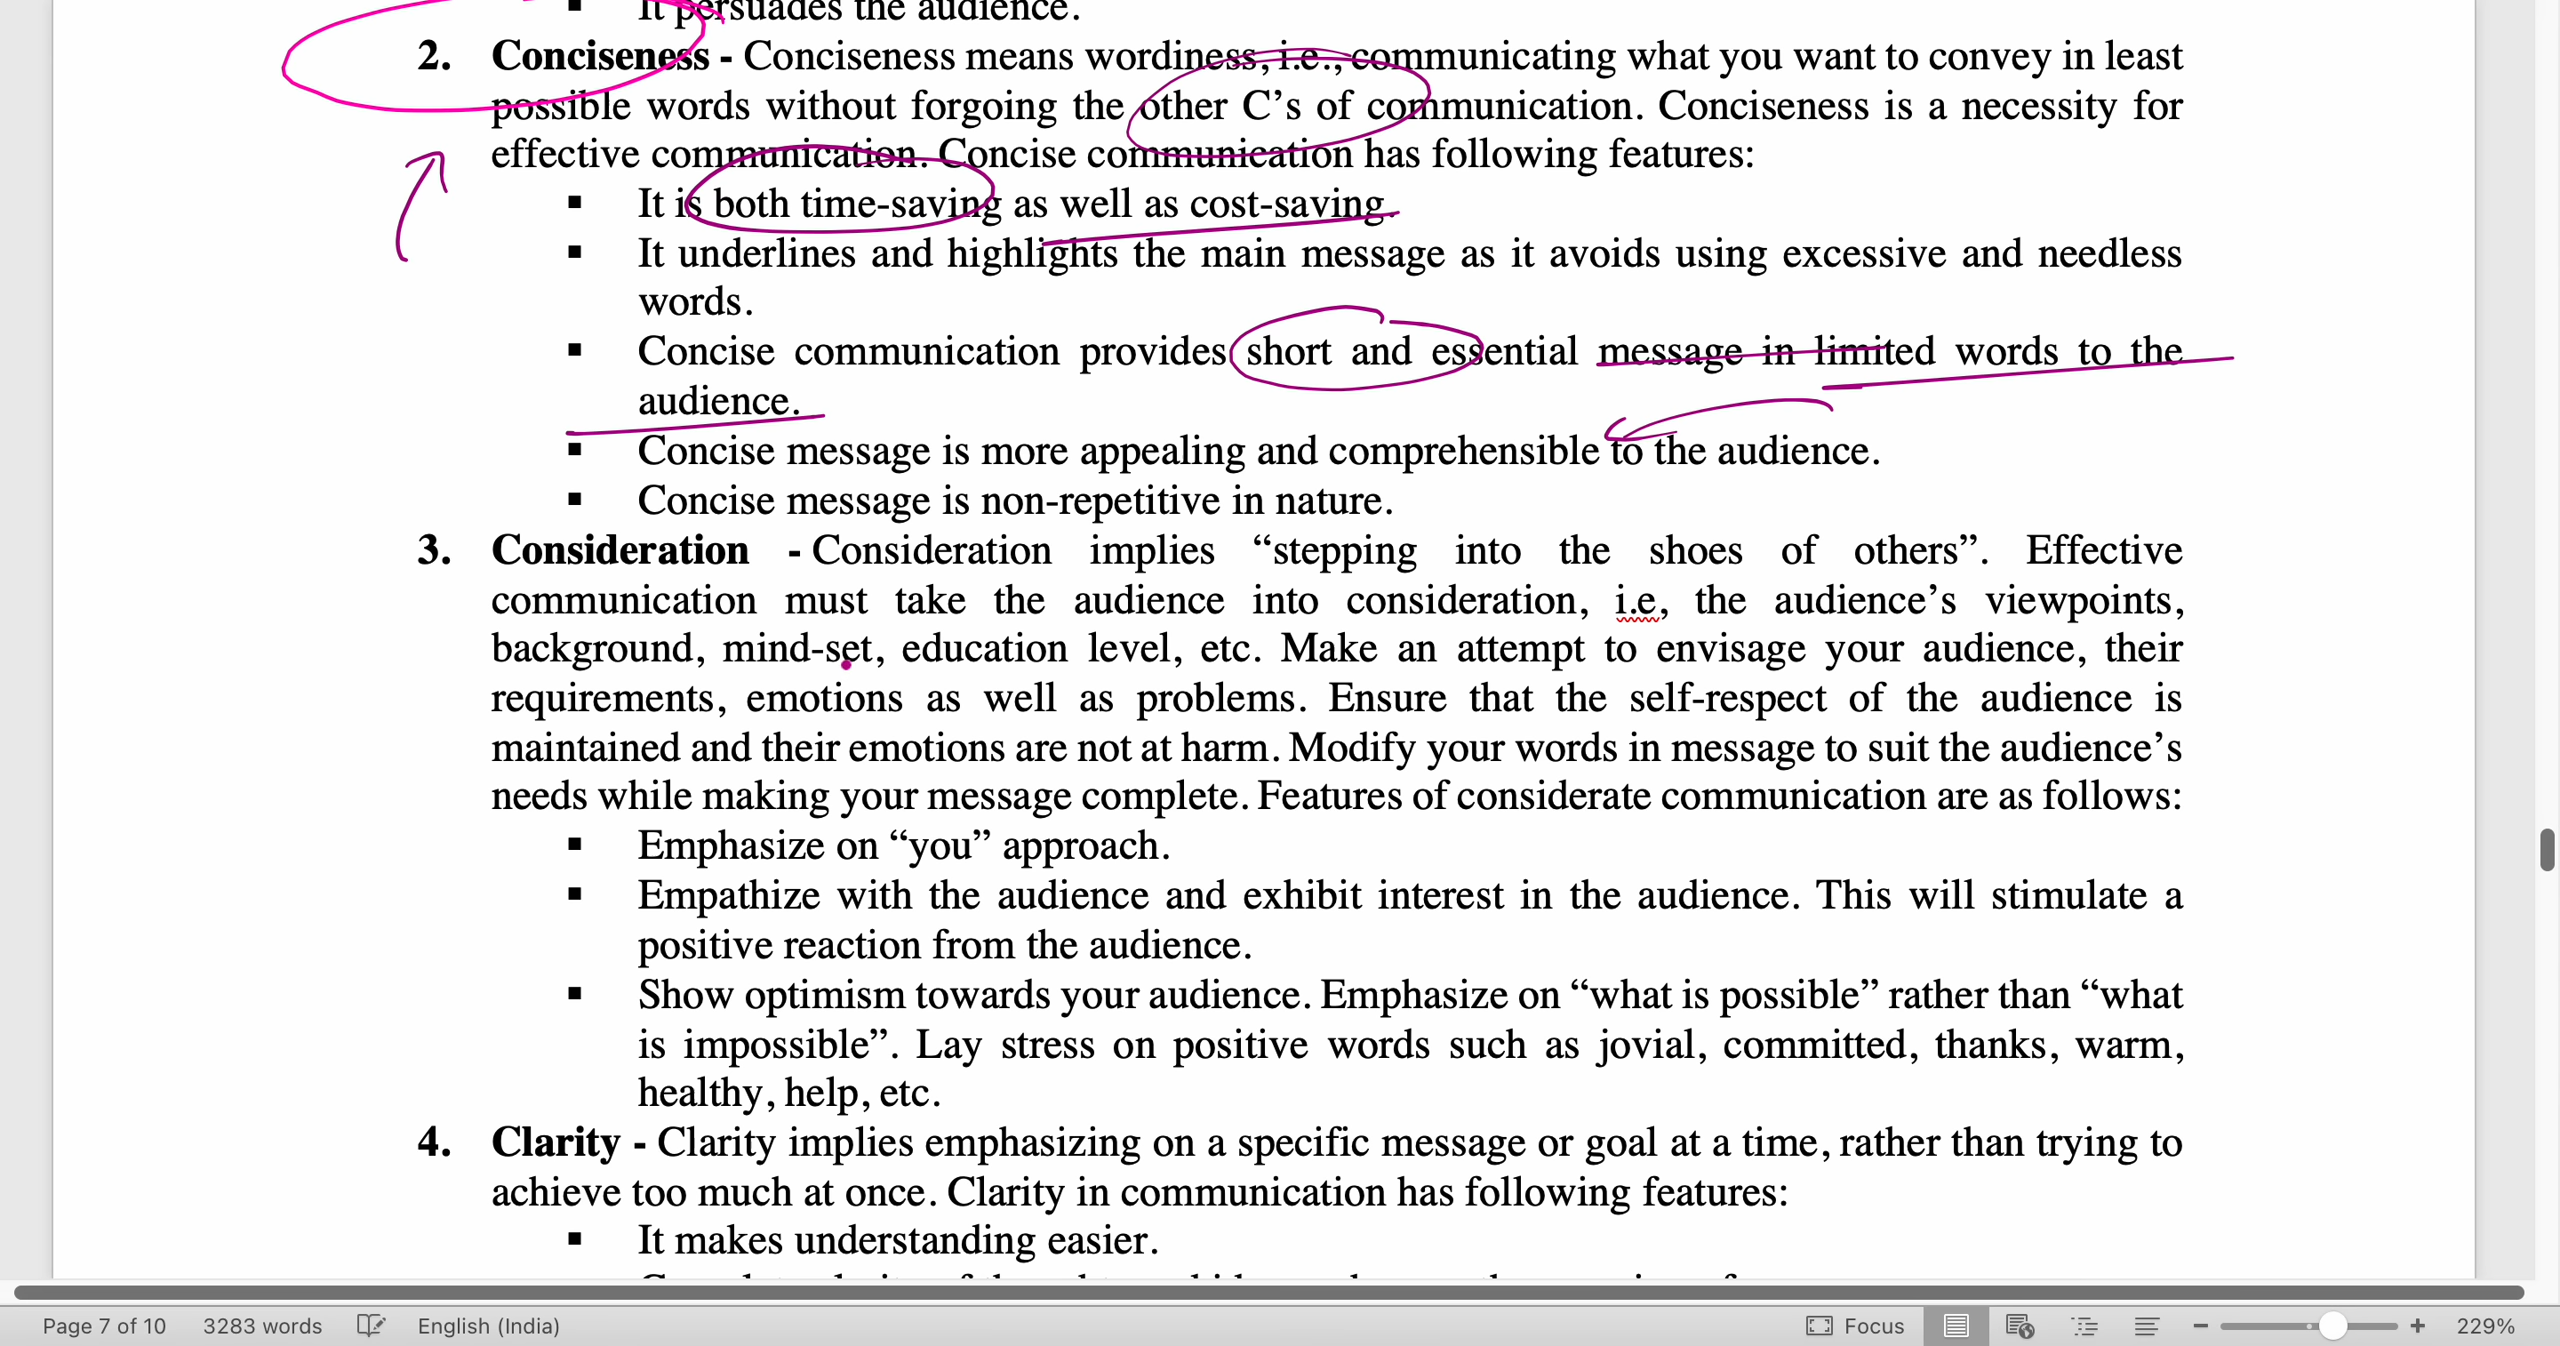 It persuades the audience.
2. Conciseness - Conciseness means wordiness, i.e., communicating what you want to convey in least
possible words without forgoing the other C’s of communication. Conciseness is a necessity for
effective communication. Concise communication has following features:
▪ It is both time-saving as well as cost-saving.
▪ It underlines and highlights the main message as it avoids using excessive and needless
words.
▪ Concise communication provides short and essential message in limited words to the
audience.
▪ Concise message is more appealing and comprehensible to the audience.
▪ Concise message is non-repetitive in nature.
3. Consideration - Consideration implies “stepping into the shoes of others”. Effective
communication must take the audience into consideration, i.e, the audience’s viewpoints,
background, mind-set, education level, etc. Make an attempt to envisage your audience, their
requirements, emotions as well as problems. Ensure that the self-respect of the audience is
maintained and their emotions are not at harm. Modify your words in message to suit the audience’s
needs while making your message complete. Features of considerate communication are as follows:
▪ Emphasize on “you” approach.
▪ Empathize with the audience and exhibit interest in the audience. This will stimulate a
positive reaction from the audience.
▪ Show optimism towards your audience. Emphasize on “what is possible” rather than “what
is impossible”. Lay stress on positive words such as jovial, committed, thanks, warm,
healthy, help, etc.
4. Clarity - Clarity implies emphasizing on a specific message or goal at a time, rather than trying to
achieve too much at once. Clarity in communication has following features:
▪ It makes understanding easier.
Page 7 of 10 3283 words English (India) Focus 229%